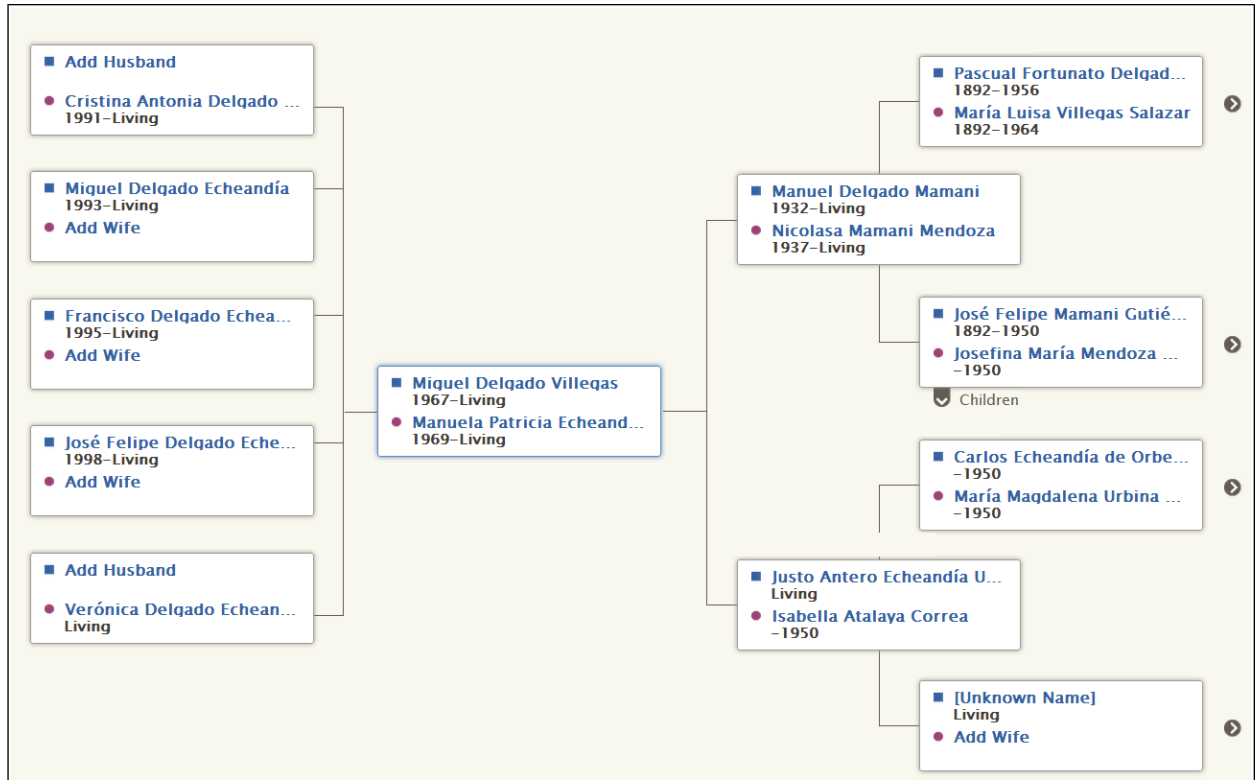 Add Husband
Cristina Antonia Delgado ...
1991–Living
Miguel Delgado Echeandía
1993–Living
Add Wife
Francisco Delgado Echea...
1995–Living
Add Wife
José Felipe Delgado Eche...
1998–Living
Add Wife
Add Husband
Verónica Delgado Echean...
Living
Miguel Delgado Villegas
1967–Living
Manuela Patricia Echeand...
1969–Living
Manuel Delgado Mamani
1932–Living
Nicolasa Mamani Mendoza
1937–Living
Justo Antero Echeandía U...
Living
Isabella Atalaya Correa
–1950
Pascual Fortunato Delgad...
1892–1956
María Luisa Villegas Salazar
1892–1964
José Felipe Mamani Gutié...
1892–1950
Josefina María Mendoza ...
–1950
Children
Carlos Echeandía de Orbe...
–1950
María Magdalena Urbina ...
–1950
[Unknown Name]
Living
Add Wife